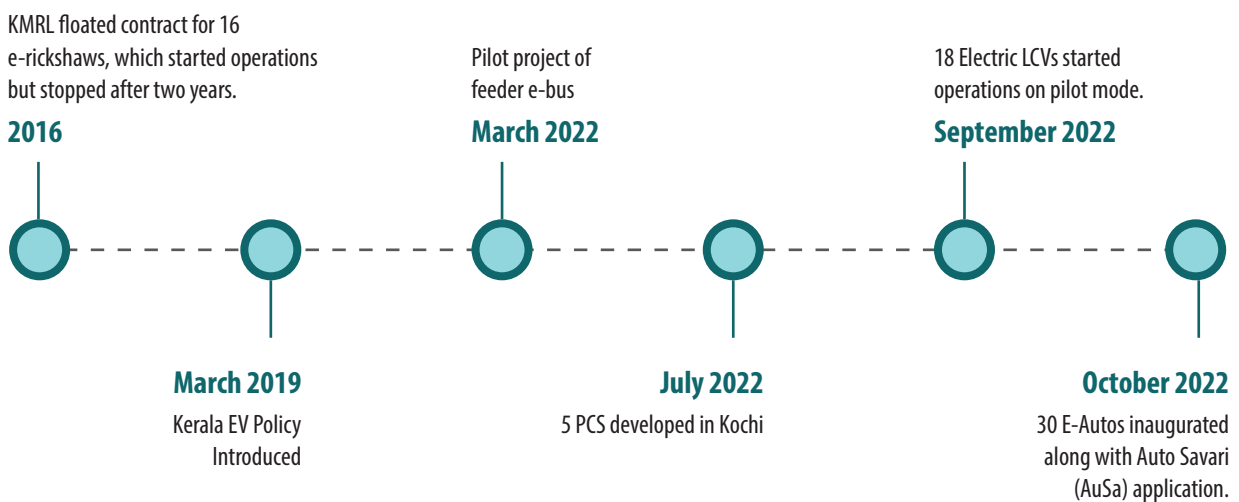 KMRL floated contract for 16
e-rickshaws, which started operations
but stopped after two years.
2016
Pilot project of
feeder e-bus
March 2022
18 Electric LCVs started
operations on pilot mode.
September 2022
March 2019
Kerala EV Policy
Introduced
July 2022
5 PCS developed in Kochi
October 2022
30 E-Autos inaugurated
along with Auto Savari
(AuSa) application.